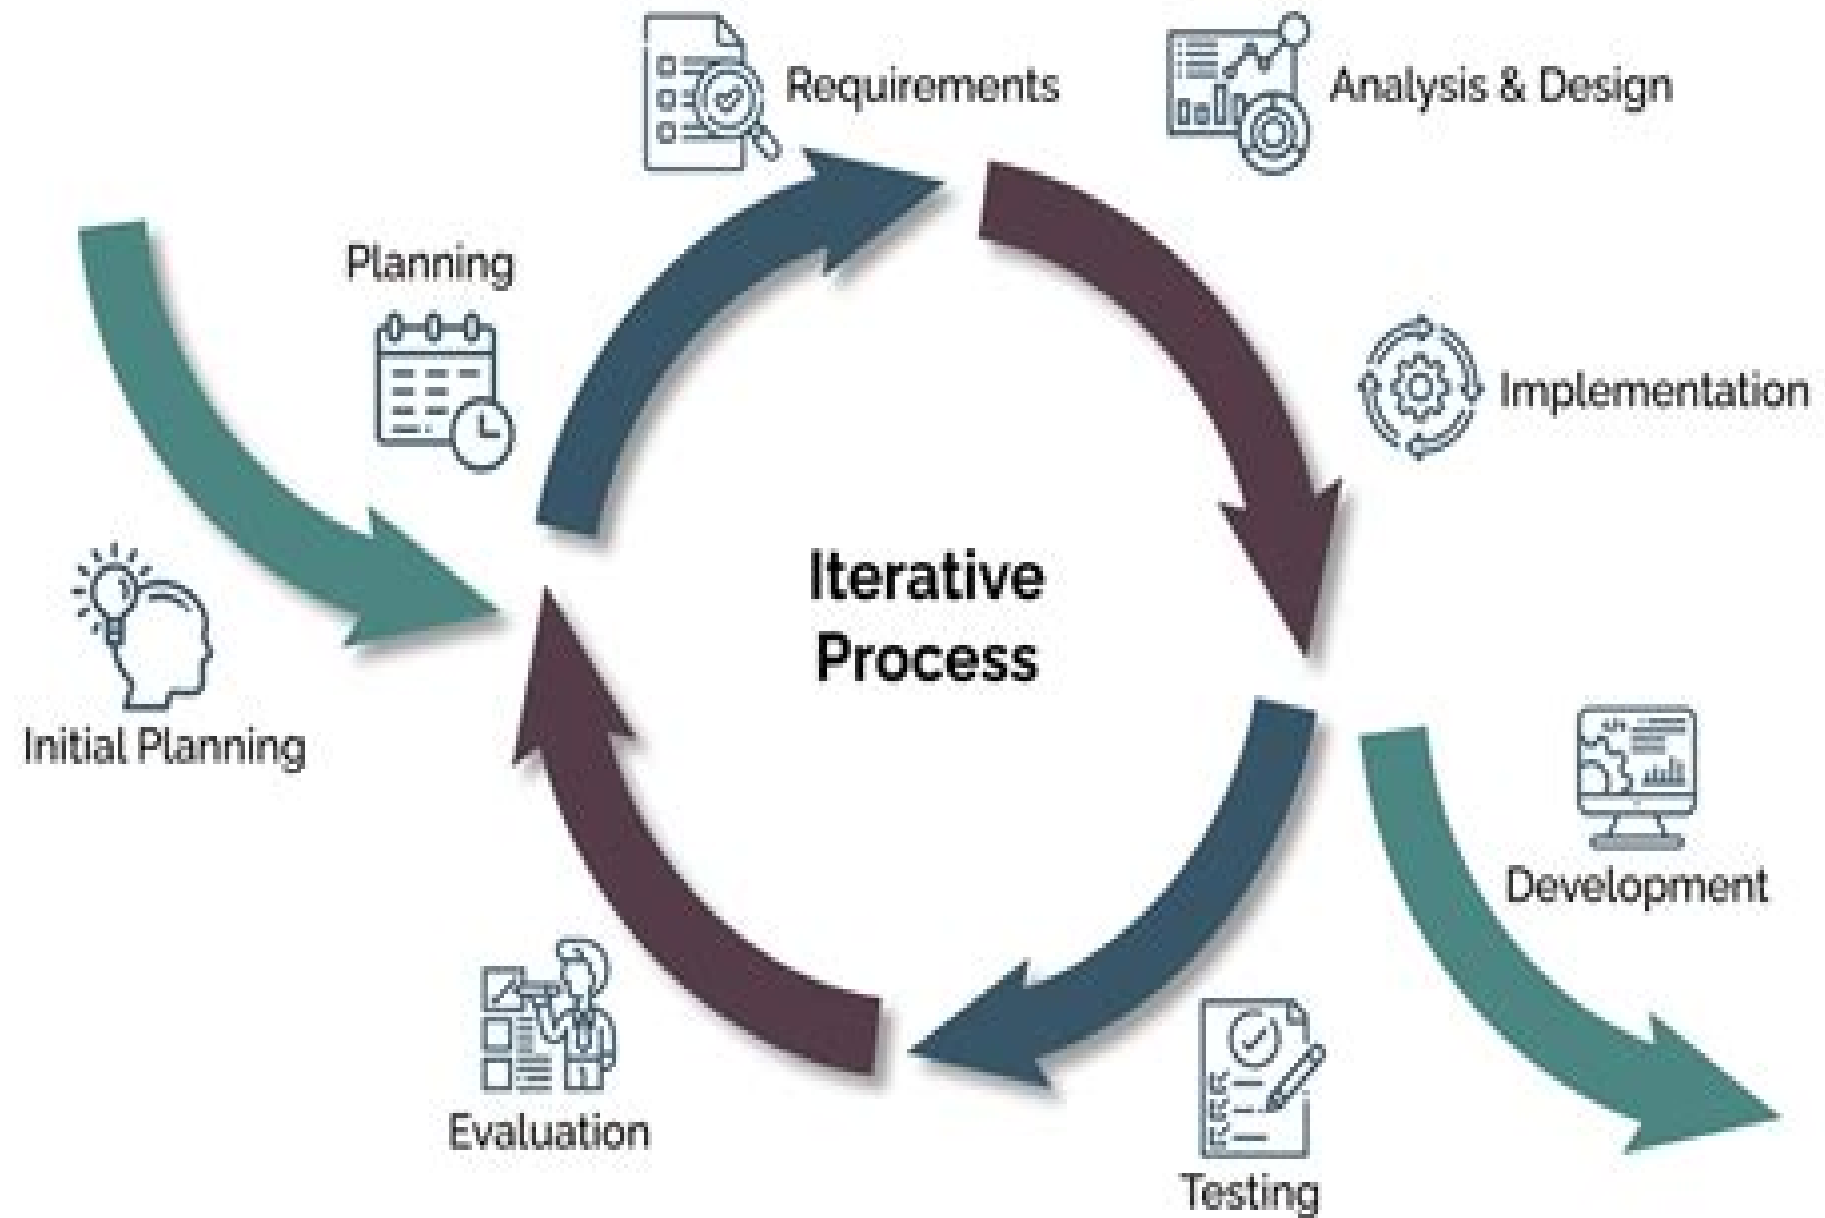 Requirements
Analysis & Design
Planning
Implementation
Iterative
Process
Initial Planning
Development
Evaluation
Testing